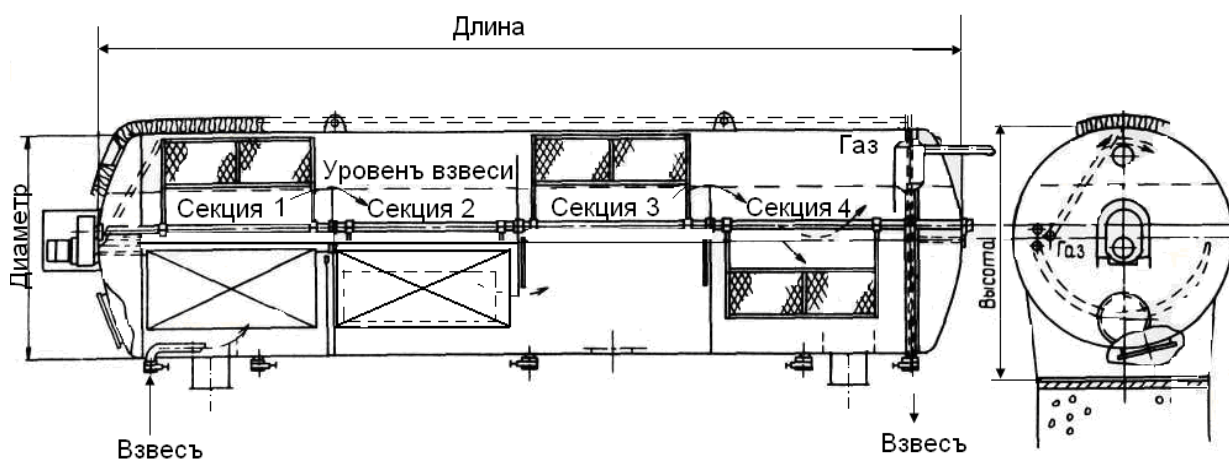 Длина
Газ
Уровенъ взвеси
Секция 1
Секция 2
Секция 3
Секция 4
Диаметр
Газ
Высота
Взвесъ
Взвесъ